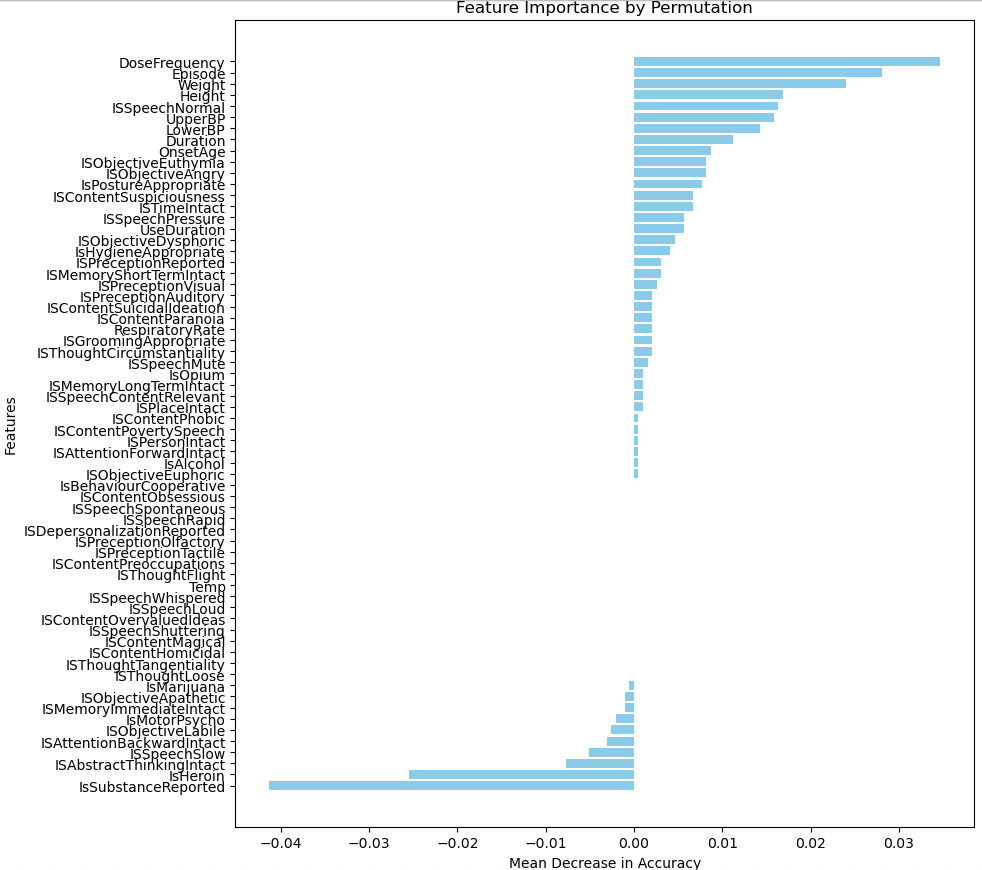 Feature Importance by Permutation
DoseFrequency
Episode
Weight
Height
ISSpeechNormal
UpperBP
LowerBP
Duration
OnsetAge
ISObjectiveEuthymia
ISObjectiveAngry
IsPostureAppropriate
ISContentSuspiciousness
ISTimeIntact
ISSpeechPressure
UseDuration
ISObjectiveDysphoric
IsHygieneAppropriate
ISPreceptionReported
ISMemoryShortTermIntact
ISPreceptionVisual
ISPreceptionAuditory
ISContentSuicidalIdeation
ISContentParanoia
RespiratoryRate
ISGroomingAppropriate
ISThoughtCircumstantiality
ISSpeechMute
IsOpium
ISMemoryLongTermIntact
ISSpeechContentRelevant
ISPlaceIntact
ISContentPhobic
ISContentPovertySpeech
ISPersonIntact
ISAttentionForwardIntact
IsAlcohol
ISObjectiveEuphoric
IsBehaviourCooperative
ISContentObsessious
ISSpeechSpontaneous
ISSpeechRapid
ISDepersonalizationReported
ISPreceptionOlfactory
ISPreceptionTactile
ISContentPreoccupations
ISThoughtFlight
Temp
ISSpeechWhispered
ISSpeechLoud
ISContentOvervaluedIdeas
ISSpeechShuttering
ISContentMagical
ISContentHomicidal
ISThoughtTangentiality
ISThoughtLoose
IsMarijuana
ISObjectiveApathetic
ISMemoryImmediateIntact
IsMotorPsycho
ISObjectiveLabile
ISAttentionBackwardIntact
ISSpeechSlow
ISAbstractThinkingIntact
IsHeroin
IsSubstanceReported
Features
−0.04 −0.03 −0.02 −0.01 0.00 0.01 0.02 0.03
Mean Decrease in Accuracy